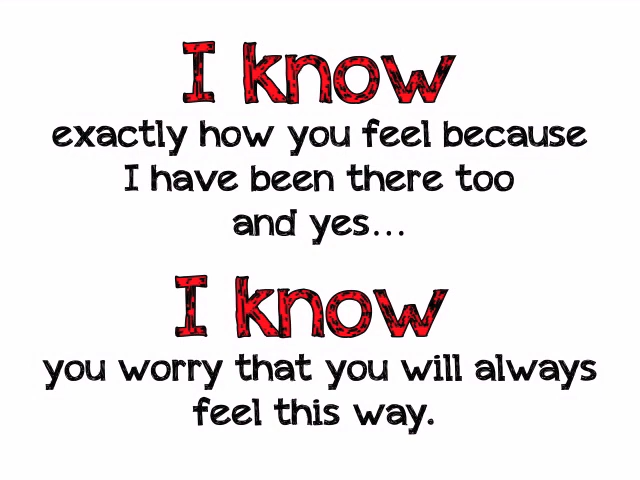 I know
exactly how you feel because
I have been there too
and yes...
I know
you worry that you will always
feel this way.